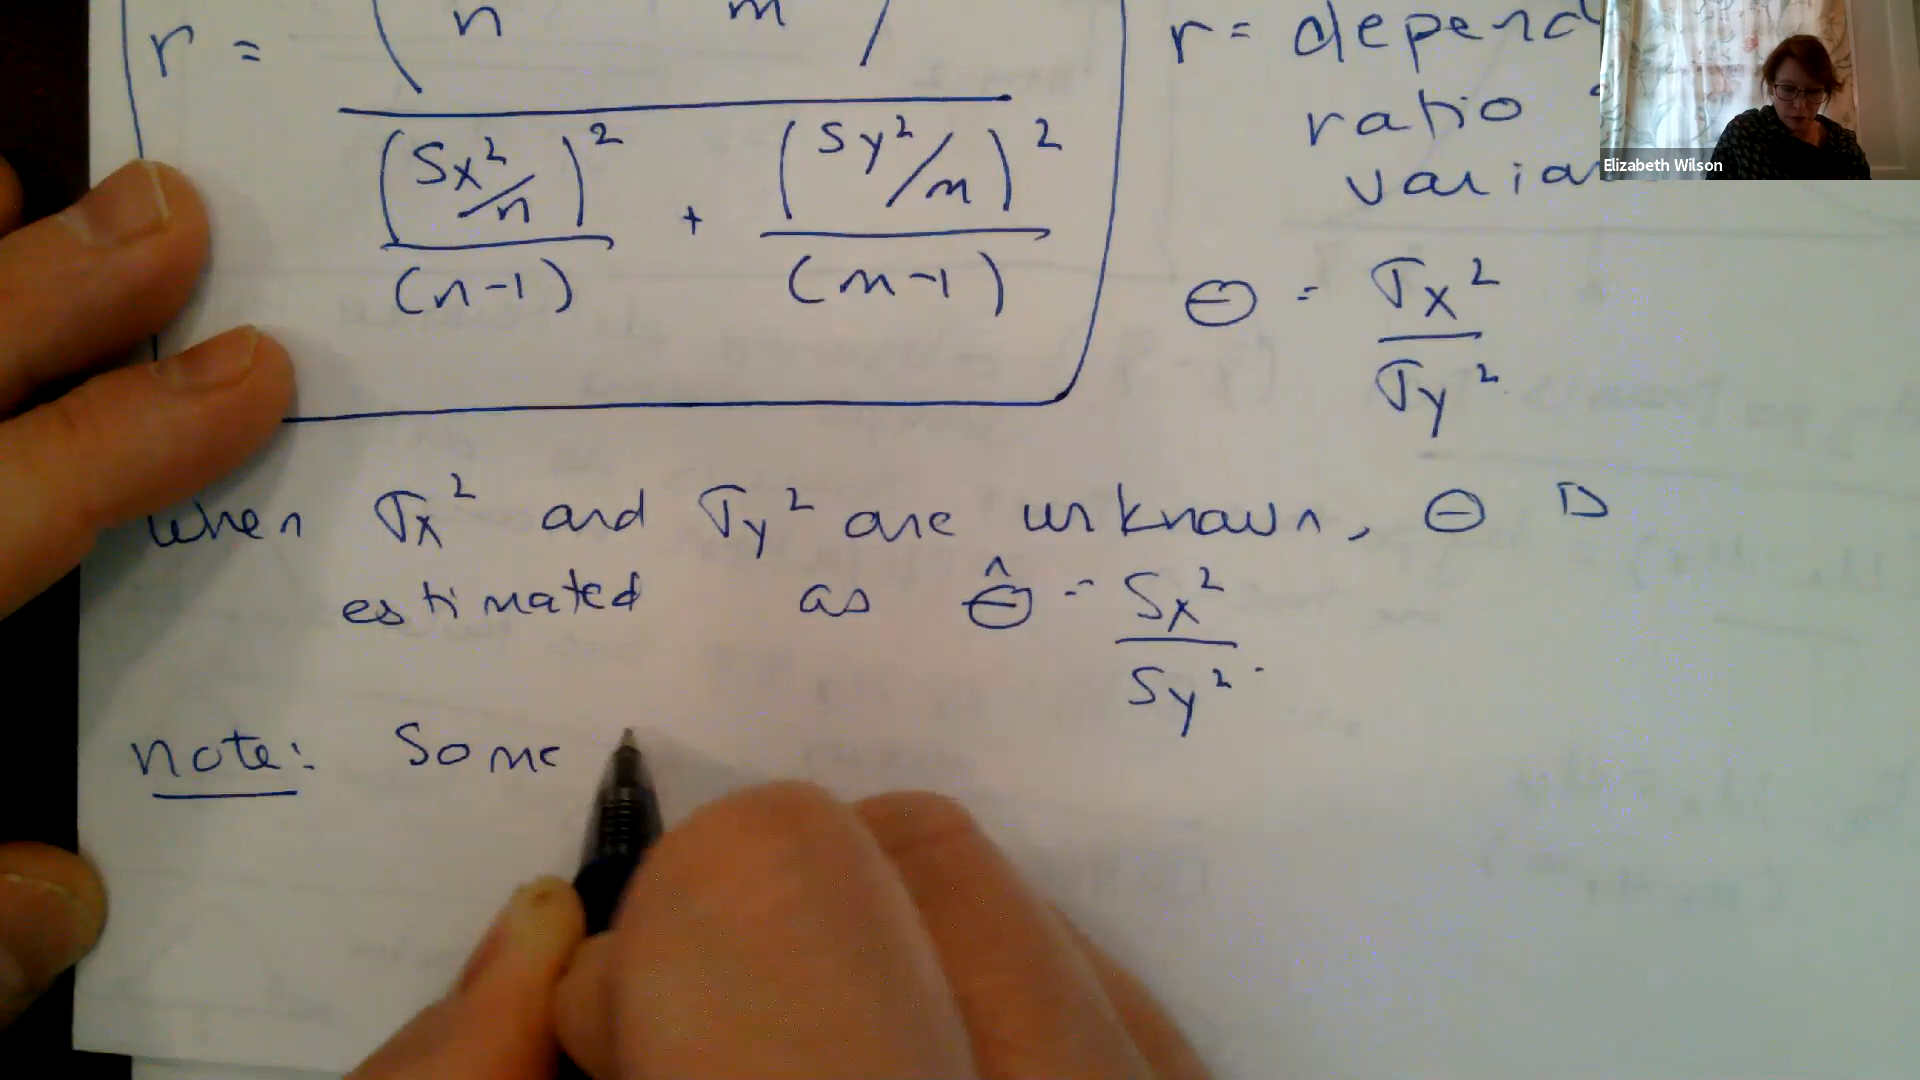 r = ( n m )
(Sx²/n)² + (Sy²/m)²
(n-1) (m-1)
r = depend
ratio
varian
Θ = σx²
σy²
when σx² and σy² are unknown, Θ is
estimated as Θ̂ = Sx²
Sy².
note: Some
Elizabeth Wilson